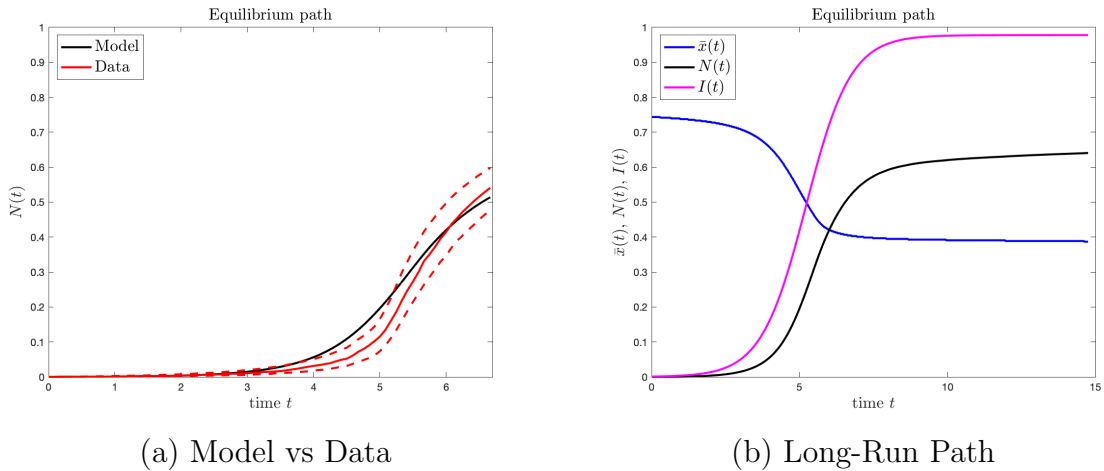 Equilibrium path
1
0.9
0.8
0.7
0.6
0.5
0.4
0.3
0.2
0.1
0
N(t)
Model
Data
0 1 2 3 4 5 6
time t
(a) Model vs Data
Equilibrium path
1
0.9
0.8
0.7
0.6
0.5
0.4
0.3
0.2
0.1
0
x̄(t), N(t), I(t)
x̄(t)
N(t)
I(t)
0 5 10 15
time t
(b) Long-Run Path